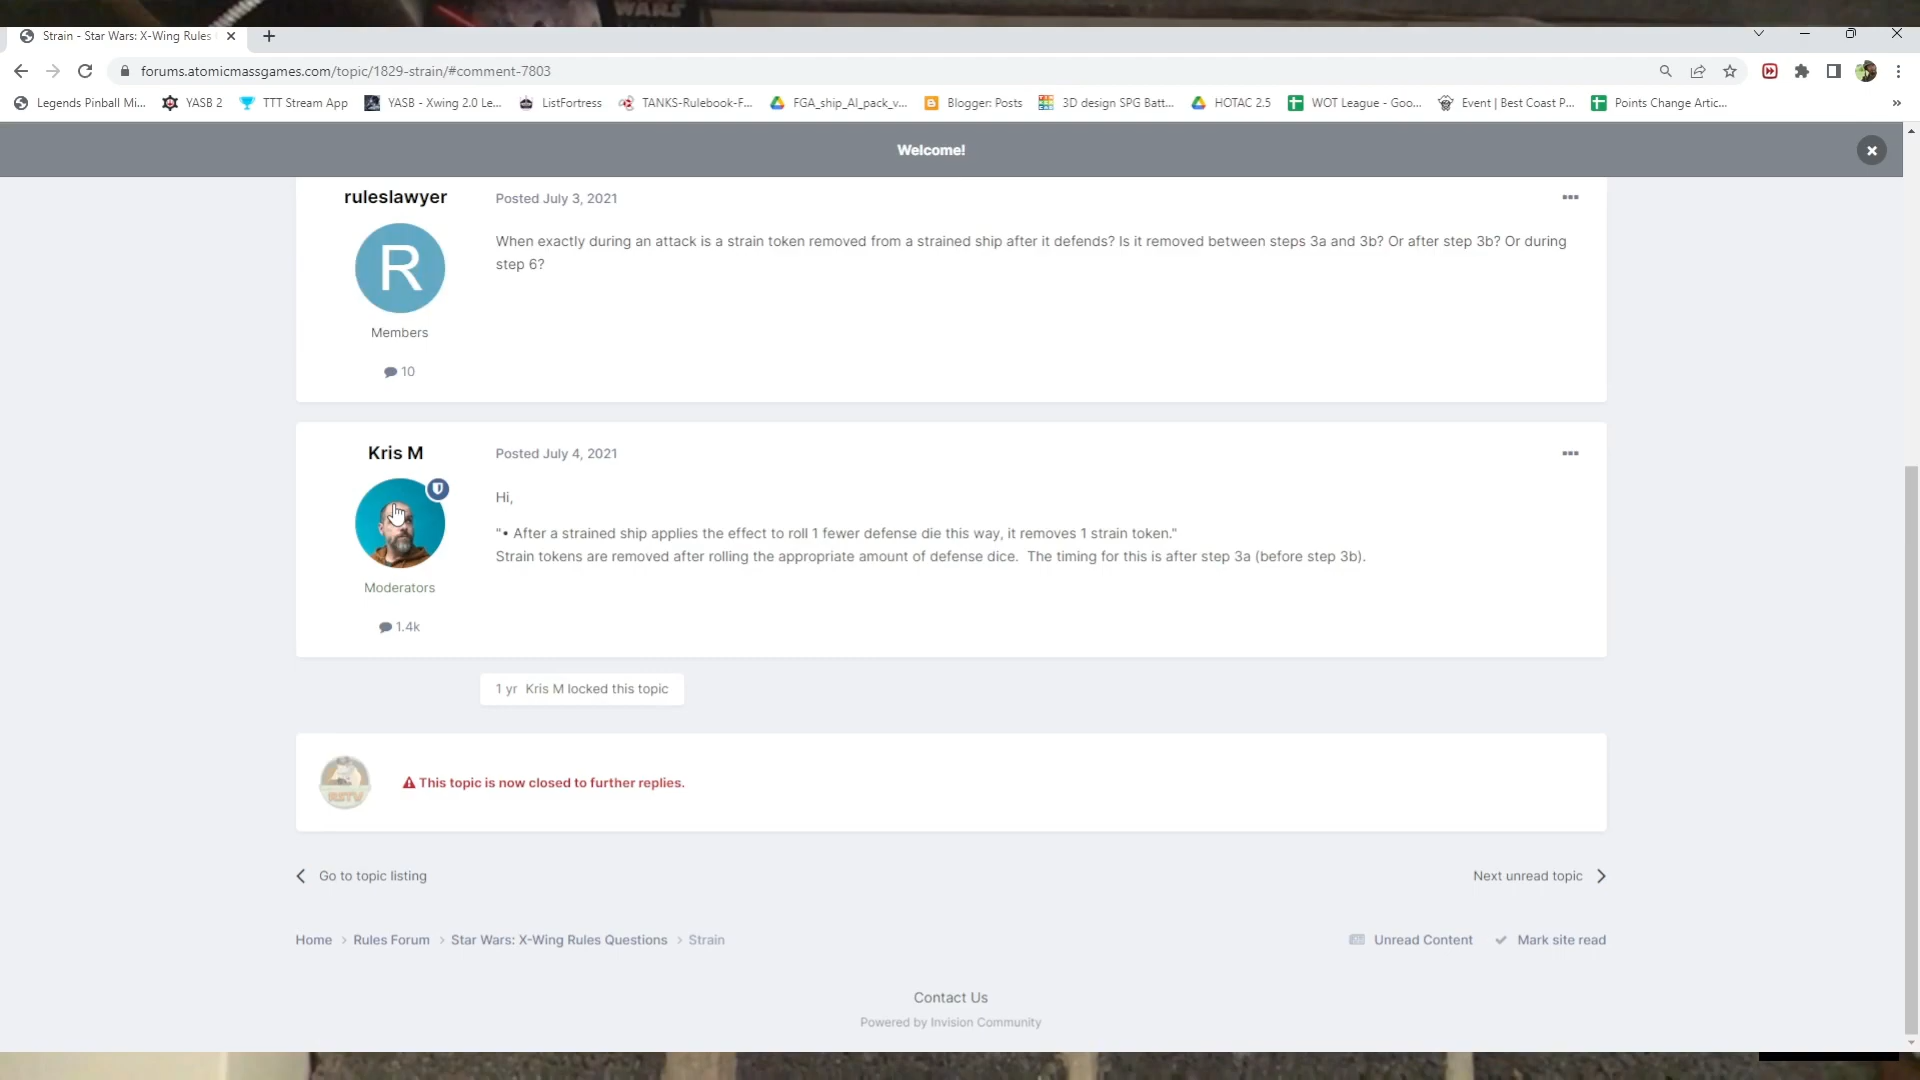 WARS
Strain - Star Wars: X-Wing Rules
forums.atomicmassgames.com/topic/1829-strain/#comment-7803
Legends Pinball Mi...
YASB 2
TTT Stream App
YASB - Xwing 2.0 Le...
ListFortress
TANKS-Rulebook-F...
FGA_ship_AI_pack_v...
Blogger: Posts
3D design SPG Batt...
HOTAC 2.5
WOT League - Goo...
Event | Best Coast P...
Points Change Artic...
Welcome!
ruleslawyer
Posted July 3, 2021
When exactly during an attack is a strain token removed from a strained ship after it defends? Is it removed between steps 3a and 3b? Or after step 3b? Or during
step 6?
R
Members
10
Kris M
Posted July 4, 2021
Hi,
"• After a strained ship applies the effect to roll 1 fewer defense die this way, it removes 1 strain token."
Strain tokens are removed after rolling the appropriate amount of defense dice.  The timing for this is after step 3a (before step 3b).
Moderators
1.4k
1 yr Kris M locked this topic
RSTV
This topic is now closed to further replies.
Go to topic listing
Next unread topic
Home
Rules Forum
Star Wars: X-Wing Rules Questions
Strain
Unread Content
Mark site read
Contact Us
Powered by Invision Community